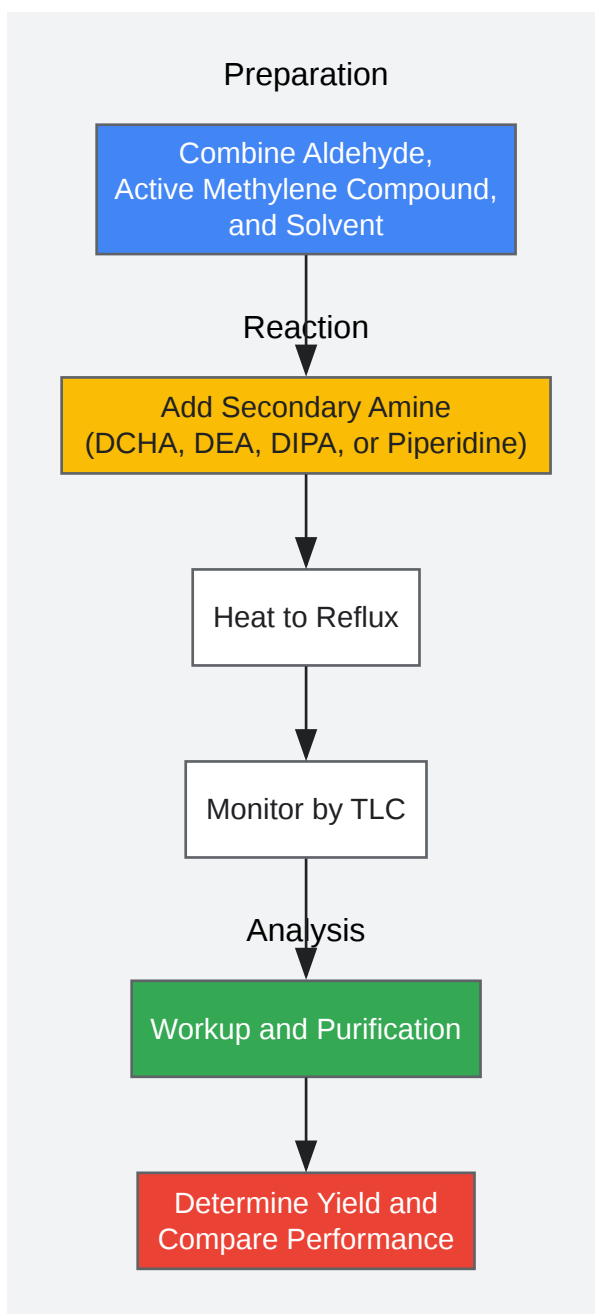 Preparation
Combine Aldehyde,
Active Methylene Compound,
and Solvent
Reaction
Add Secondary Amine
(DCHA, DEA, DIPA, or Piperidine)
Heat to Reflux
Monitor by TLC
Analysis
Workup and Purification
Determine Yield and
Compare Performance